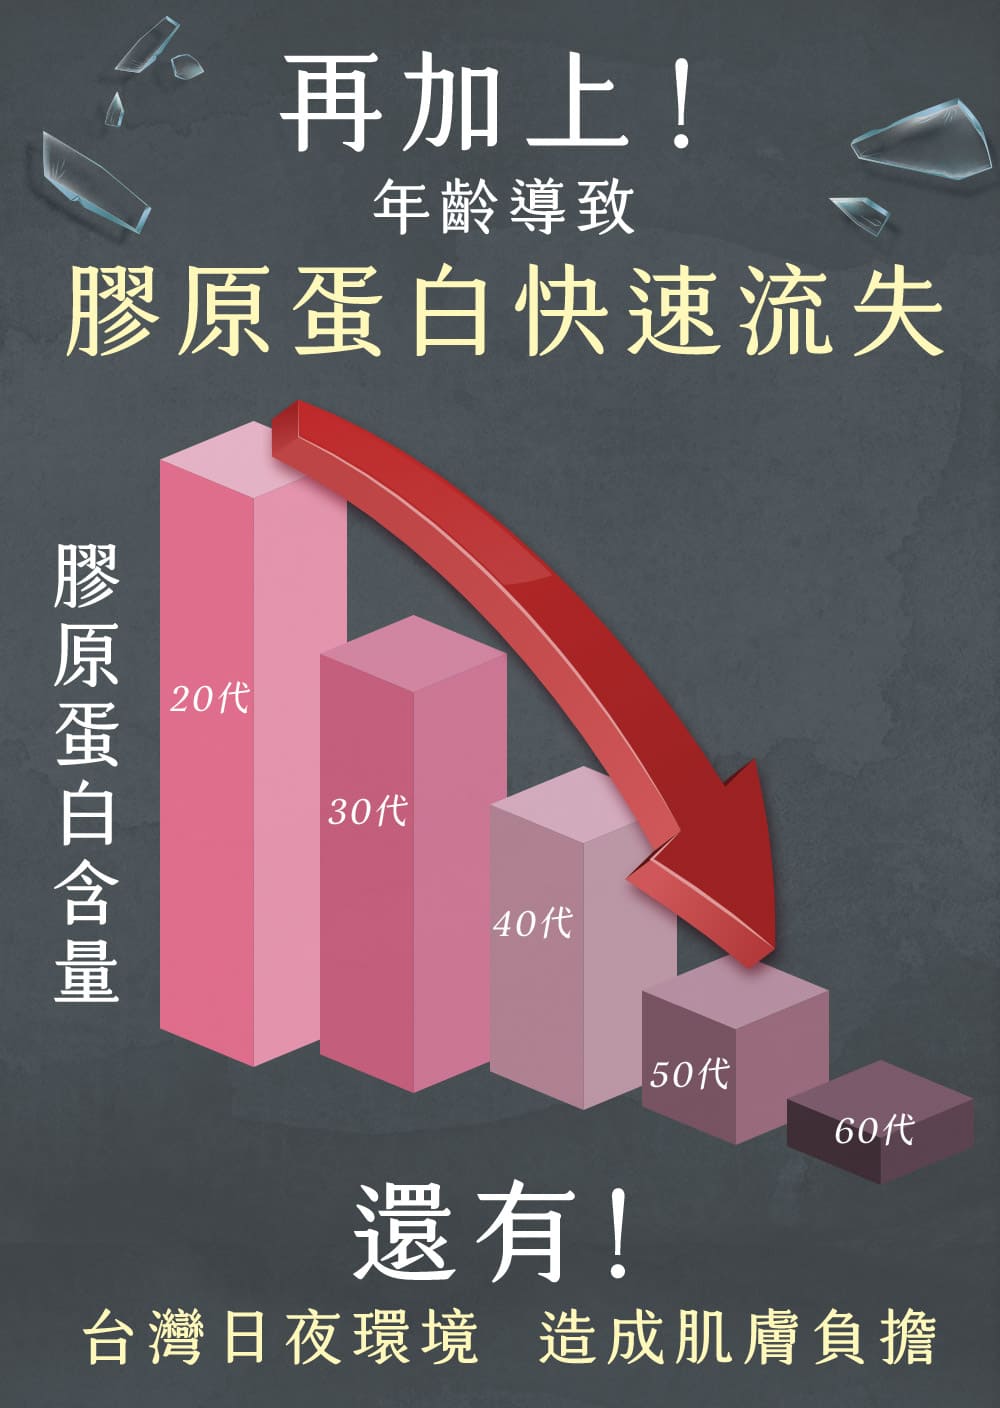 再加上！
年齡導致
膠原蛋白快速流失
膠原蛋白含量
20代
30代
40代
50代
60代
還有！
台灣日夜環境 造成肌膚負擔